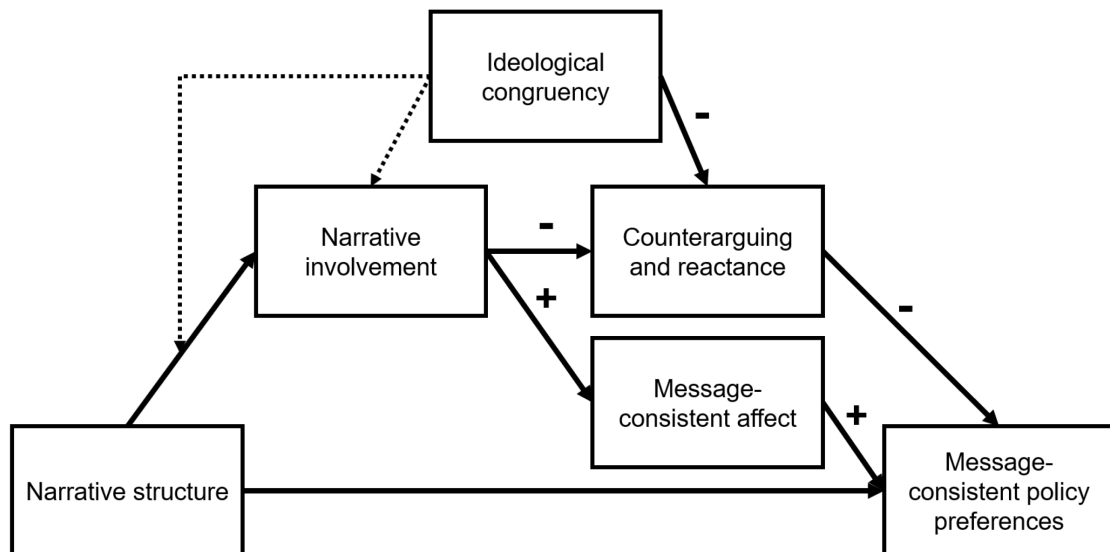 Ideological
congruency
-
Narrative
involvement
-
Counterarguing
and reactance
+
-
Message-
consistent affect
+
Narrative structure
Message-
consistent policy
preferences